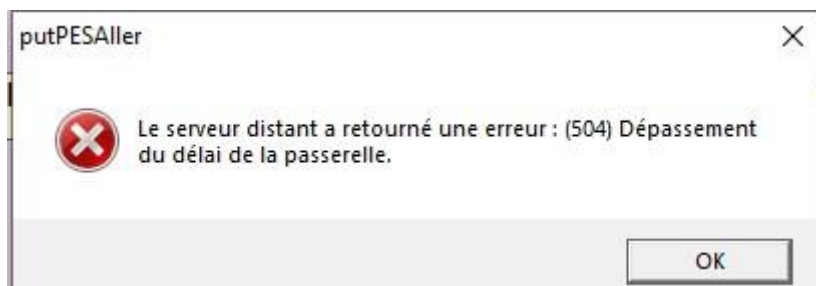 putPESAller
Le serveur distant a retourné une erreur : (504) Dépassement
du délai de la passerelle.
OK